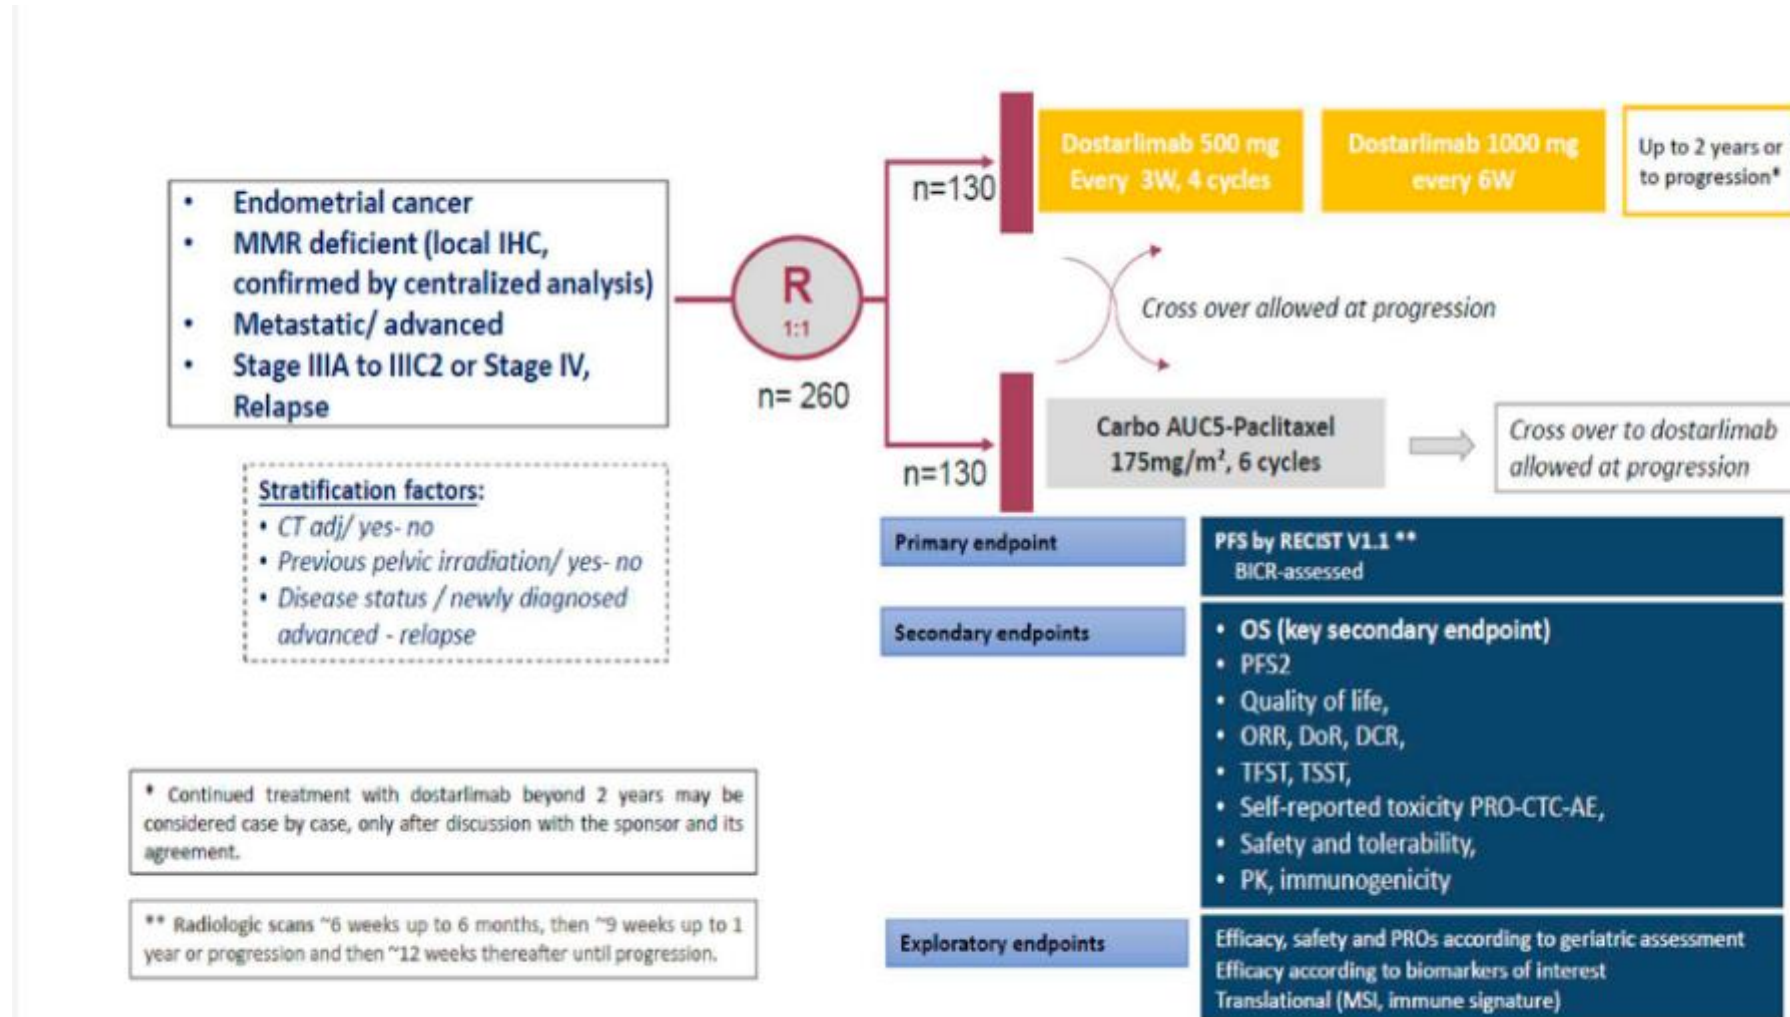 • Endometrial cancer
• MMR deficient (local IHC,
confirmed by centralized analysis)
• Metastatic/ advanced
• Stage IIIA to IIIC2 or Stage IV,
Relapse
Stratification factors:
• CT adj/ yes- no
• Previous pelvic irradiation/ yes- no
• Disease status / newly diagnosed
advanced - relapse
R
1:1
n= 260
n=130
Dostarlimab 500 mg
Every 3W, 4 cycles
Dostarlimab 1000 mg
every 6W
Up to 2 years or
to progression*
Cross over allowed at progression
n=130
Carbo AUC5-Paclitaxel
175mg/m², 6 cycles
Cross over to dostarlimab
allowed at progression
Primary endpoint
PFS by RECIST V1.1 **
BICR-assessed
Secondary endpoints
• OS (key secondary endpoint)
• PFS2
• Quality of life,
• ORR, DoR, DCR,
• TFST, TSST,
• Self-reported toxicity PRO-CTC-AE,
• Safety and tolerability,
• PK, immunogenicity
Exploratory endpoints
Efficacy, safety and PROs according to geriatric assessment
Efficacy according to biomarkers of interest
Translational (MSI, immune signature)
* Continued treatment with dostarlimab beyond 2 years may be
considered case by case, only after discussion with the sponsor and its
agreement.
** Radiologic scans ~6 weeks up to 6 months, then ~9 weeks up to 1
year or progression and then ~12 weeks thereafter until progression.